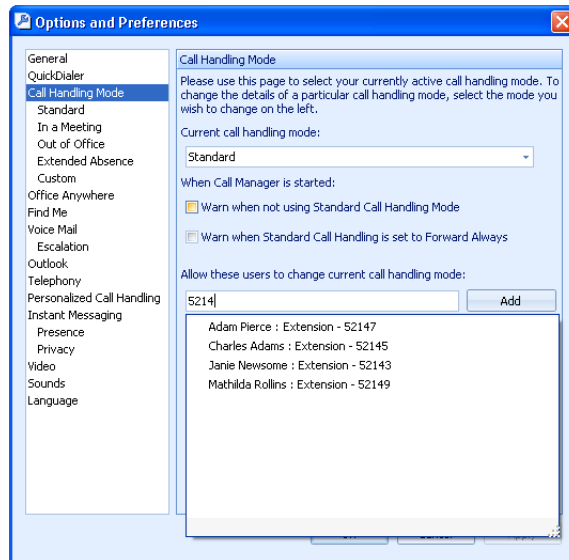 Options and Preferences
General
QuickDialer
Call Handling Mode
Standard
In a Meeting
Out of Office
Extended Absence
Custom
Office Anywhere
Find Me
Voice Mail
Escalation
Outlook
Telephony
Personalized Call Handling
Instant Messaging
Presence
Privacy
Video
Sounds
Language
Call Handling Mode
Please use this page to select your currently active call handling mode. To
change the details of a particular call handling mode, select the mode you
wish to change on the left.
Current call handling mode:
Standard
When Call Manager is started:
Warn when not using Standard Call Handling Mode
Warn when Standard Call Handling is set to Forward Always
Allow these users to change current call handling mode:
5214
Add
Adam Pierce : Extension - 52147
Charles Adams : Extension - 52145
Janie Newsome : Extension - 52143
Mathilda Rollins : Extension - 52149